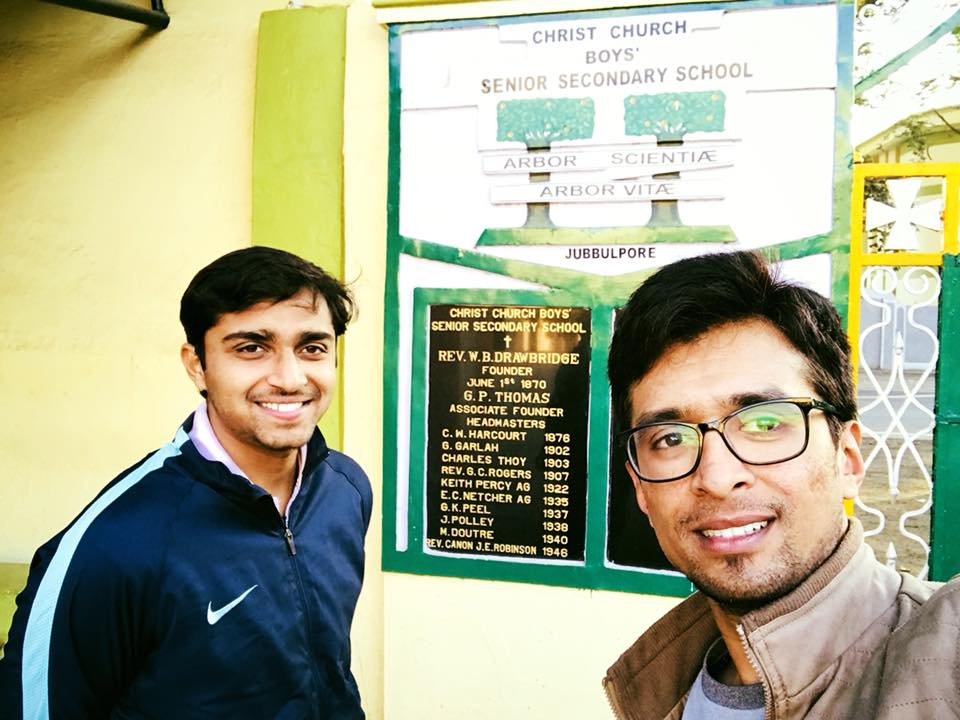 CHRIST CHURCH
BOYS'
SENIOR SECONDARY SCHOOL
ARBOR SCIENTIÆ
ARBOR VITÆ
JUBBULPORE
CHRIST CHURCH BOYS'
SENIOR SECONDARY SCHOOL
REV. W.B. DRAWBRIDGE
FOUNDER
JUNE 1ST 1870
G. P. THOMAS
ASSOCIATE FOUNDER
HEADMASTERS
C. W. HARCOURT 1876
G. GARLAH 1902
CHARLES THOY 1903
REV. G.C. ROGERS 1907
KEITH PERCY AG 1922
E.C. NETCHER AG 1935
G.K. PEEL 1937
J. POLLEY 1938
M. DOUTRE 1940
REV. CANON J.E. ROBINSON 1946